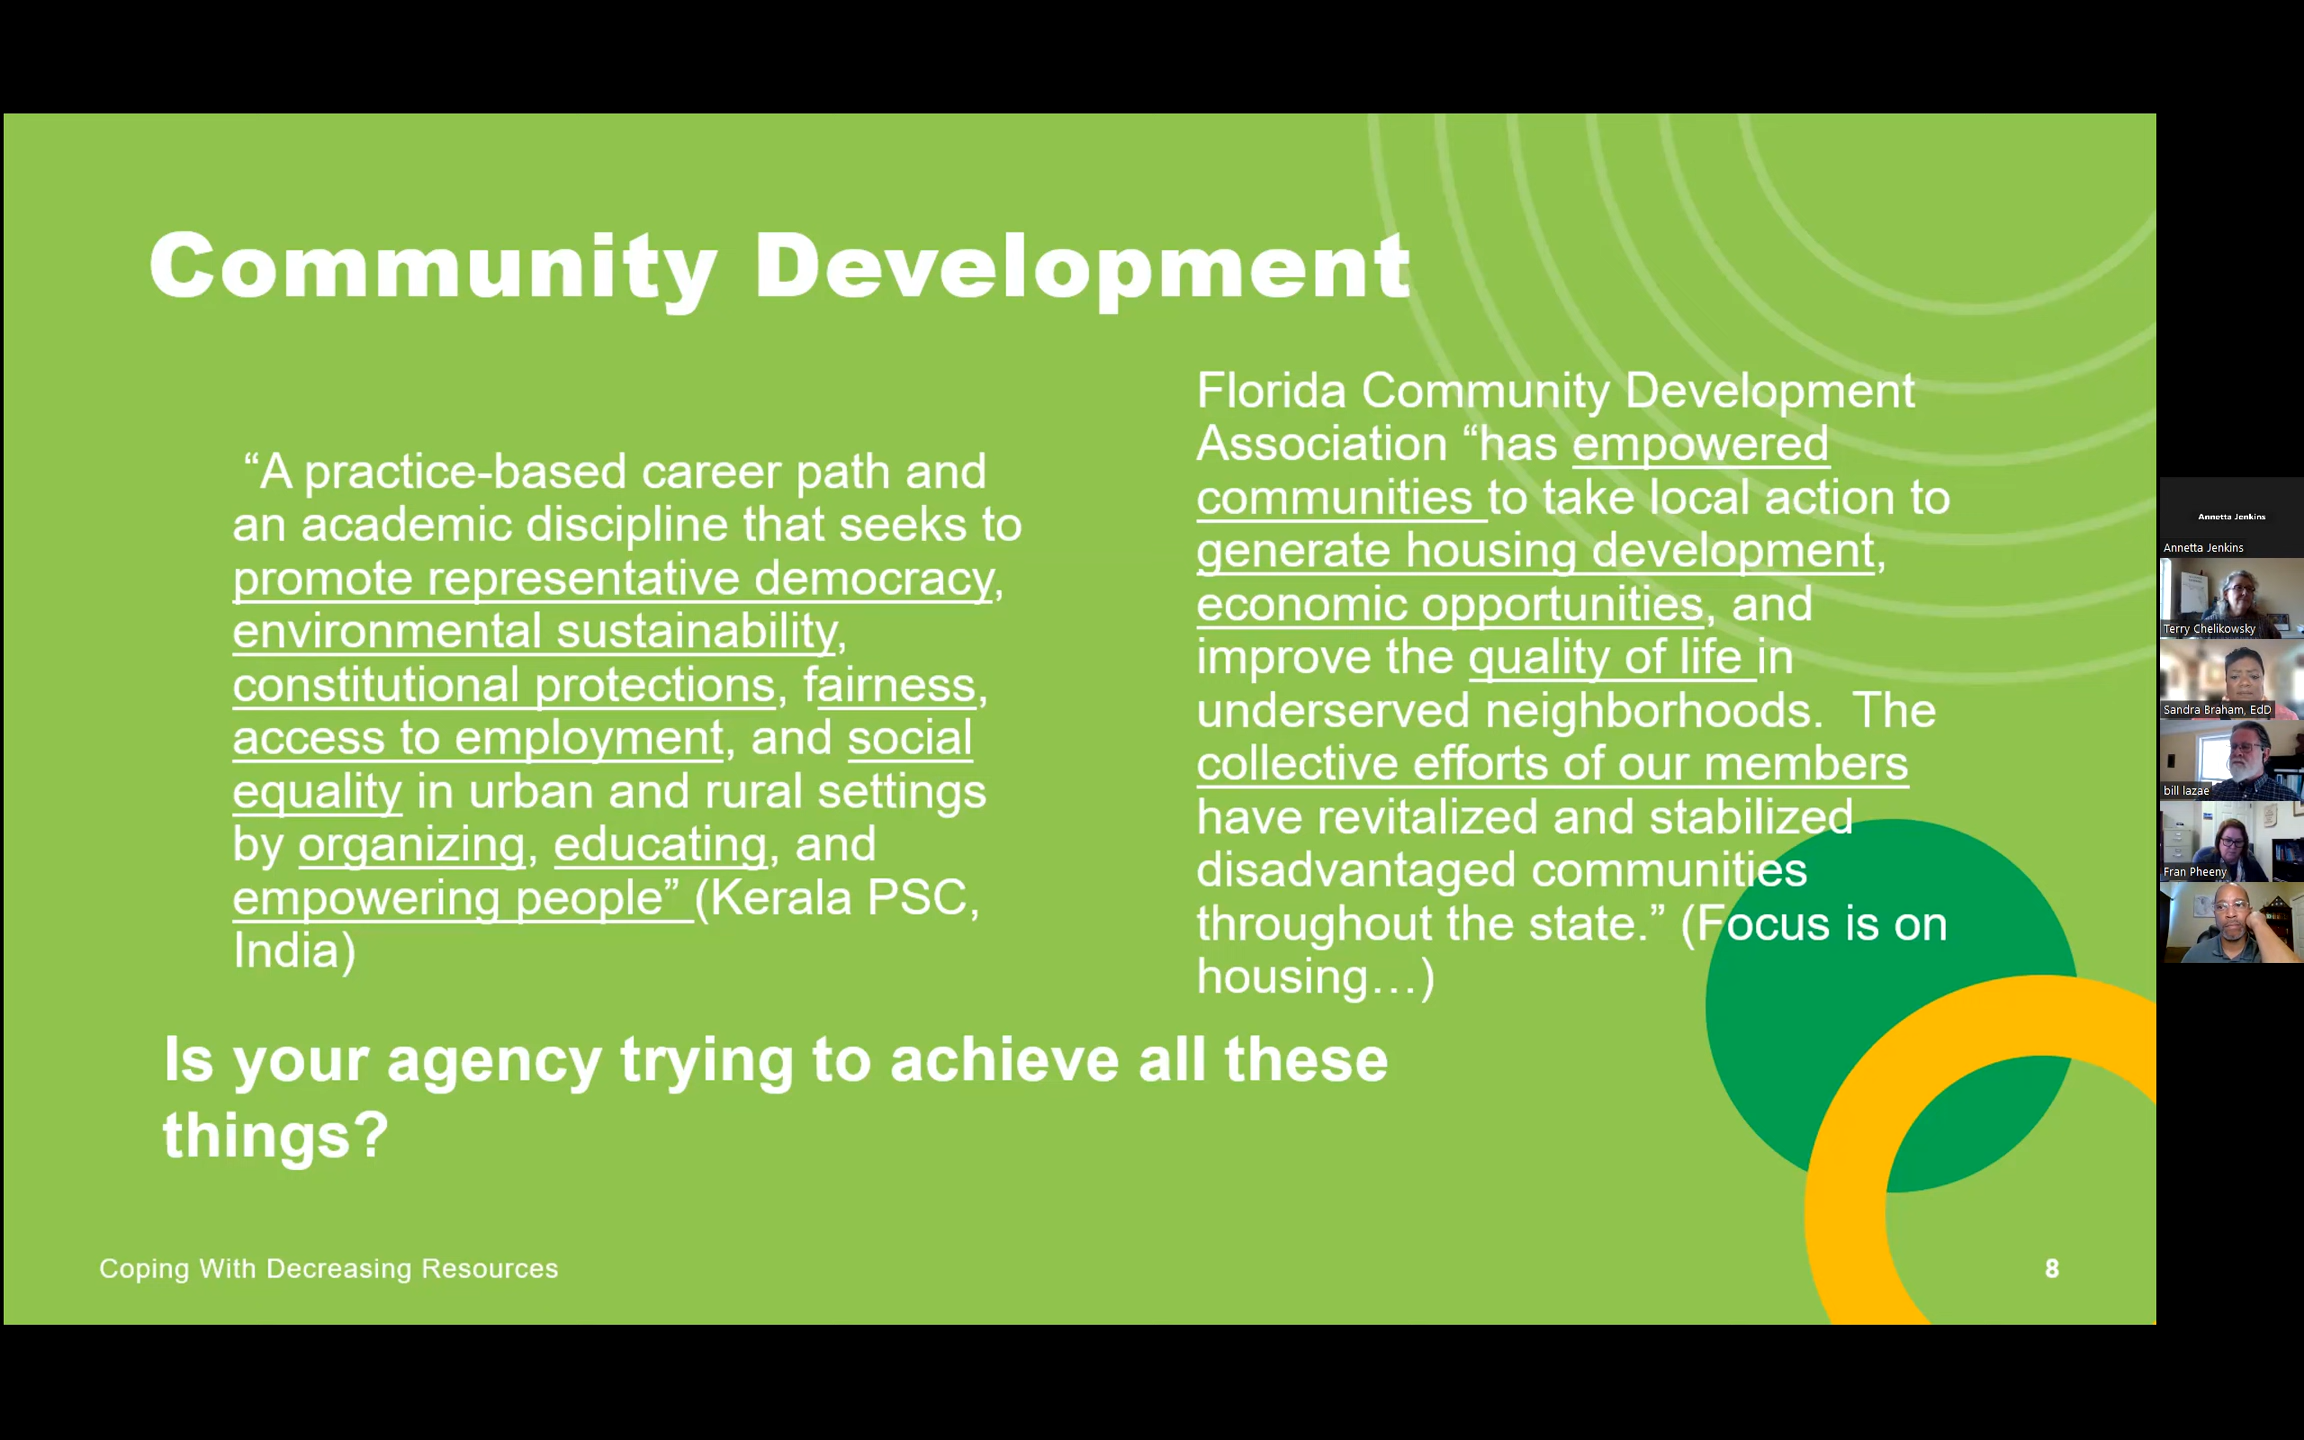 Community Development
“A practice-based career path and
an academic discipline that seeks to
promote representative democracy,
environmental sustainability,
constitutional protections, fairness,
access to employment, and social
equality in urban and rural settings
by organizing, educating, and
empowering people” (Kerala PSC,
India)
Florida Community Development
Association “has empowered
communities to take local action to
generate housing development,
economic opportunities, and
improve the quality of life in
underserved neighborhoods.  The
collective efforts of our members
have revitalized and stabilized
disadvantaged communities
throughout the state.” (Focus is on
housing…)
Is your agency trying to achieve all these
things?
Coping With Decreasing Resources
8
Annetta Jenkins
Annetta Jenkins
Terry Chelikowsky
Sandra Braham, EdD
bill lazae
Fran Pheeny